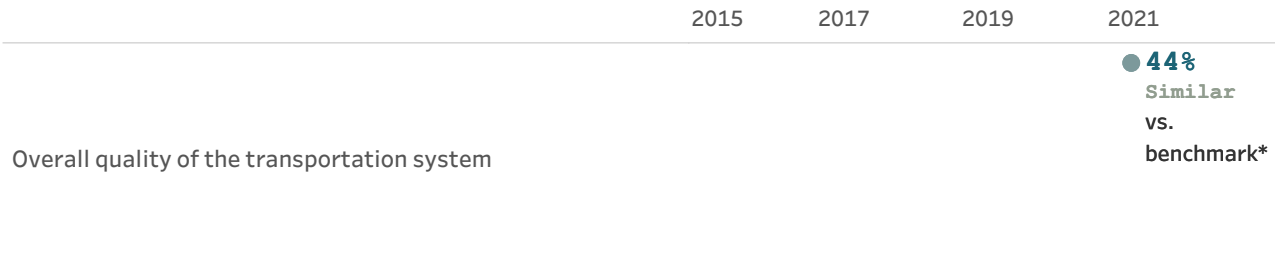 2015 2017 2019 2021
44%
Similar
vs.
benchmark*
Overall quality of the transportation system